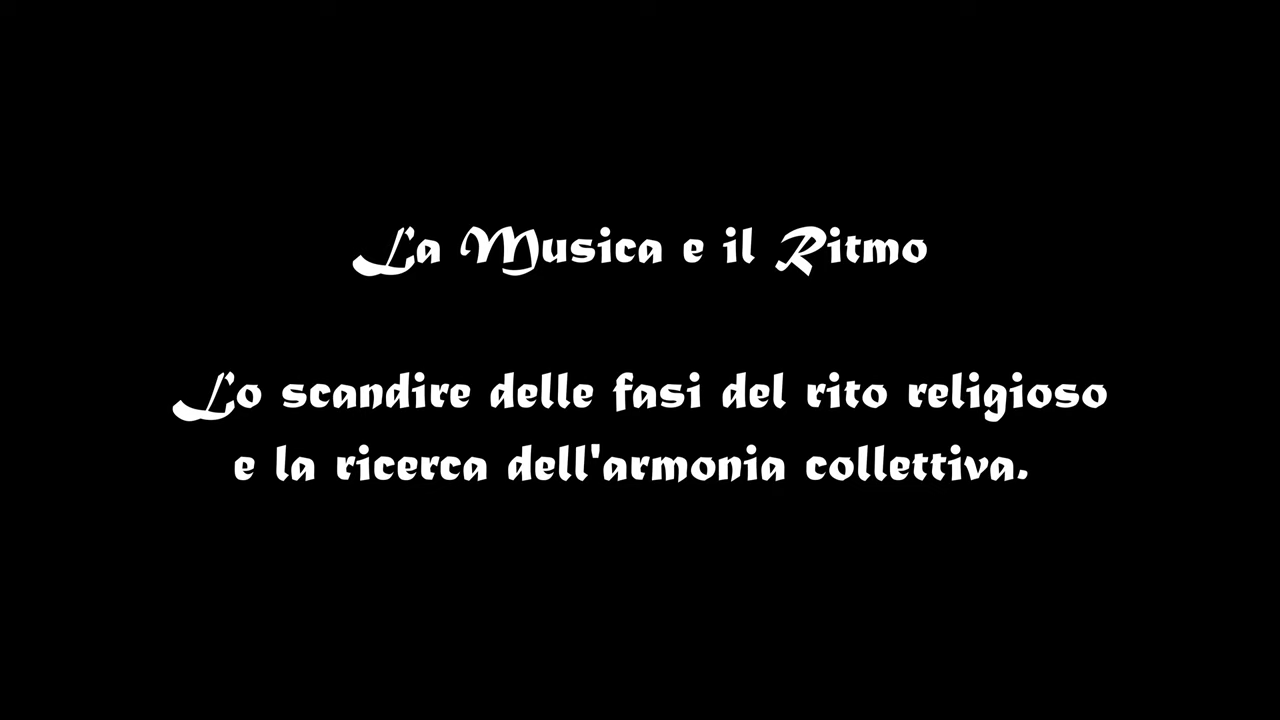 La Musica e il Ritmo
Lo scandire delle fasi del rito religioso
e la ricerca dell'armonia collettiva.